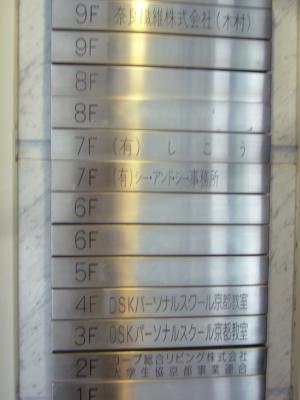 9F 奈良繊維株式会社(木村)
9F
8F
8F
7F (有) しこう
7F (有)シー・アンド・シー事務所
6F
6F
5F
4F DSKパーソナルスクール京都教室
3F DSKパーソナルスクール京都教室
2F コープ総合リビング株式会社
大学生協京都事業連合
1F